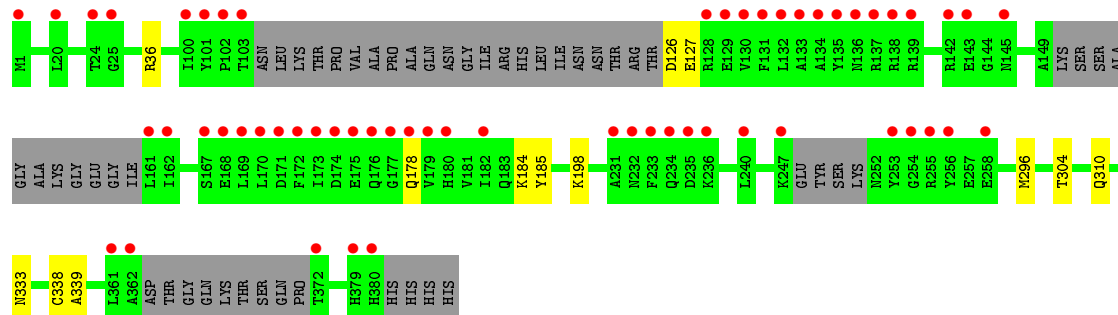 M1 L20 T24 G25 R36 I100 Y101 P102 T103 ASN LEU LYS THR PRO VAL ALA PRO ALA GLN ASN GLY ILE ARG HIS LEU ILE ASN ASN THR ARG THR D126 E127 R128 E129 V130 F131 L132 A133 A134 Y135 N136 R137 R138 R139 R142 E143 G144 N145 A149 LYS SER SER ALA
GLY ALA LYS GLY GLU GLY ILE L161 I162 S167 E168 L169 L170 D171 F172 I173 D174 E175 Q176 G177 Q178 V179 H180 V181 I182 Q183 K184 Y185 K198 A231 N232 F233 Q234 D235 K236 L240 K247 GLU TYR SER LYS N252 Y253 G254 R255 Y256 E257 E258 M296 T304 Q310
N333 C338 A339 L361 A362 ASP THR GLY GLN LYS THR SER GLN PRO T372 H379 H380 HIS HIS HIS HIS